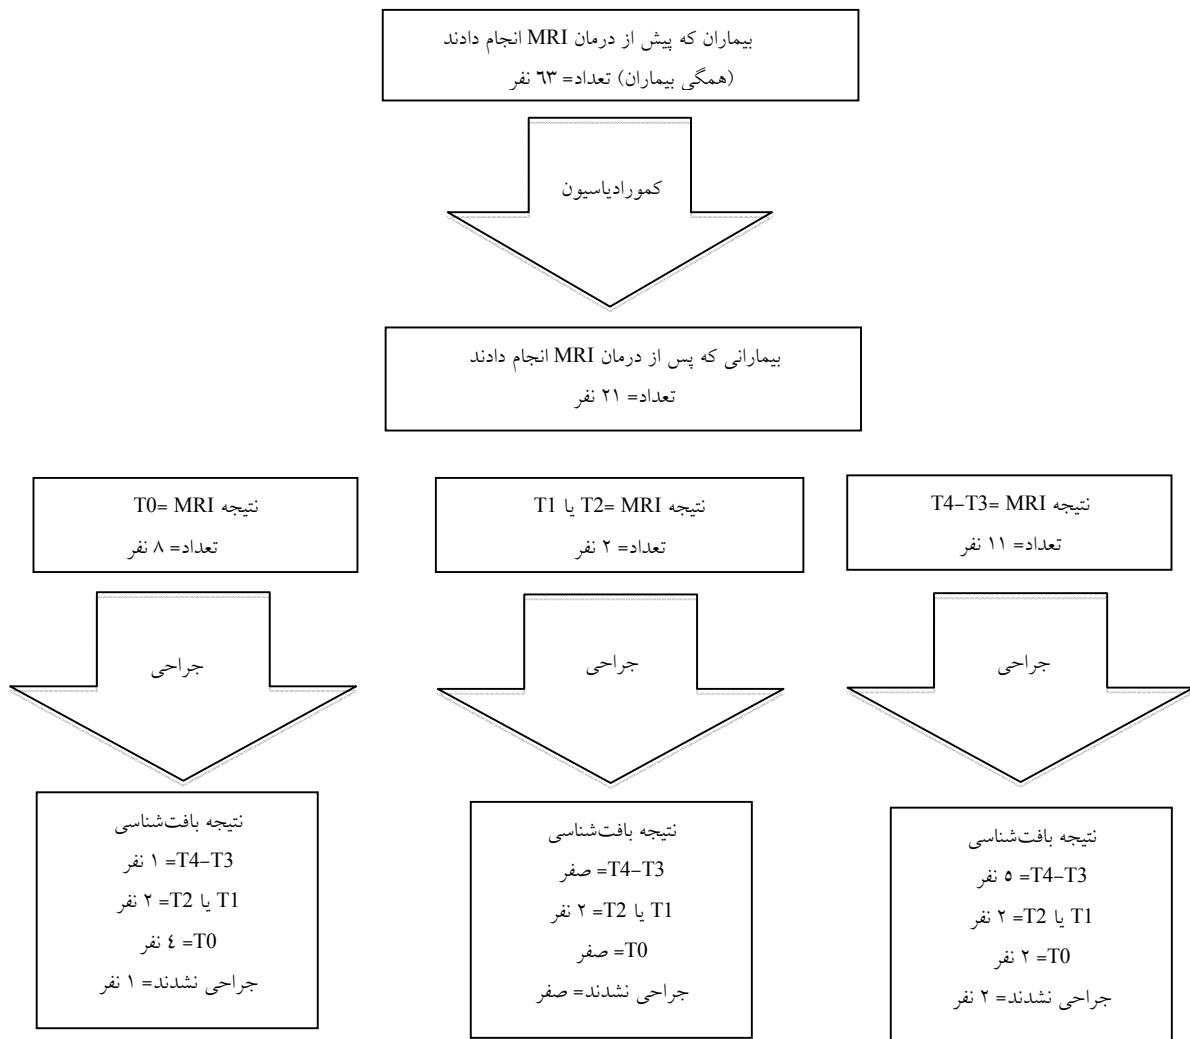 بیماران که پیش از درمان MRI انجام دادند
(همگی بیماران) تعداد= ٦٣ نفر
کمورادیاسیون
بیمارانی که پس از درمان MRI انجام دادند
تعداد= ٢١ نفر
نتیجه T4–T3= MRI
تعداد= ١١ نفر
نتیجه T2= MRI یا T1
تعداد= ٢ نفر
نتیجه T0= MRI
تعداد= ٨ نفر
جراحی
جراحی
جراحی
نتیجه بافت‌شناسی
T4–T3= ٥ نفر
T1 یا T2= ٢ نفر
T0= ٢ نفر
جراحی نشدند= ٢ نفر
نتیجه بافت‌شناسی
T4–T3= صفر
T1 یا T2= ٢ نفر
T0= صفر
جراحی نشدند= صفر
نتیجه بافت‌شناسی
T4–T3= ١ نفر
T1 یا T2= ٢ نفر
T0= ٤ نفر
جراحی نشدند= ١ نفر